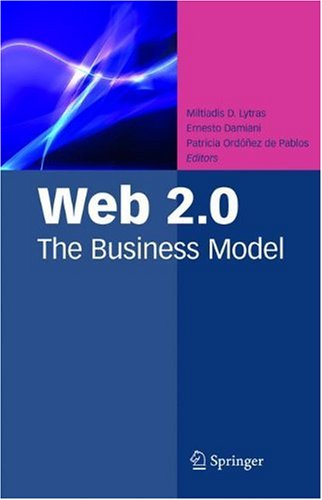 Miltiadis D. Lytras
Ernesto Damiani
Patricia Ordóñez de Pablos
Editors
Web 2.0
The Business Model
Springer